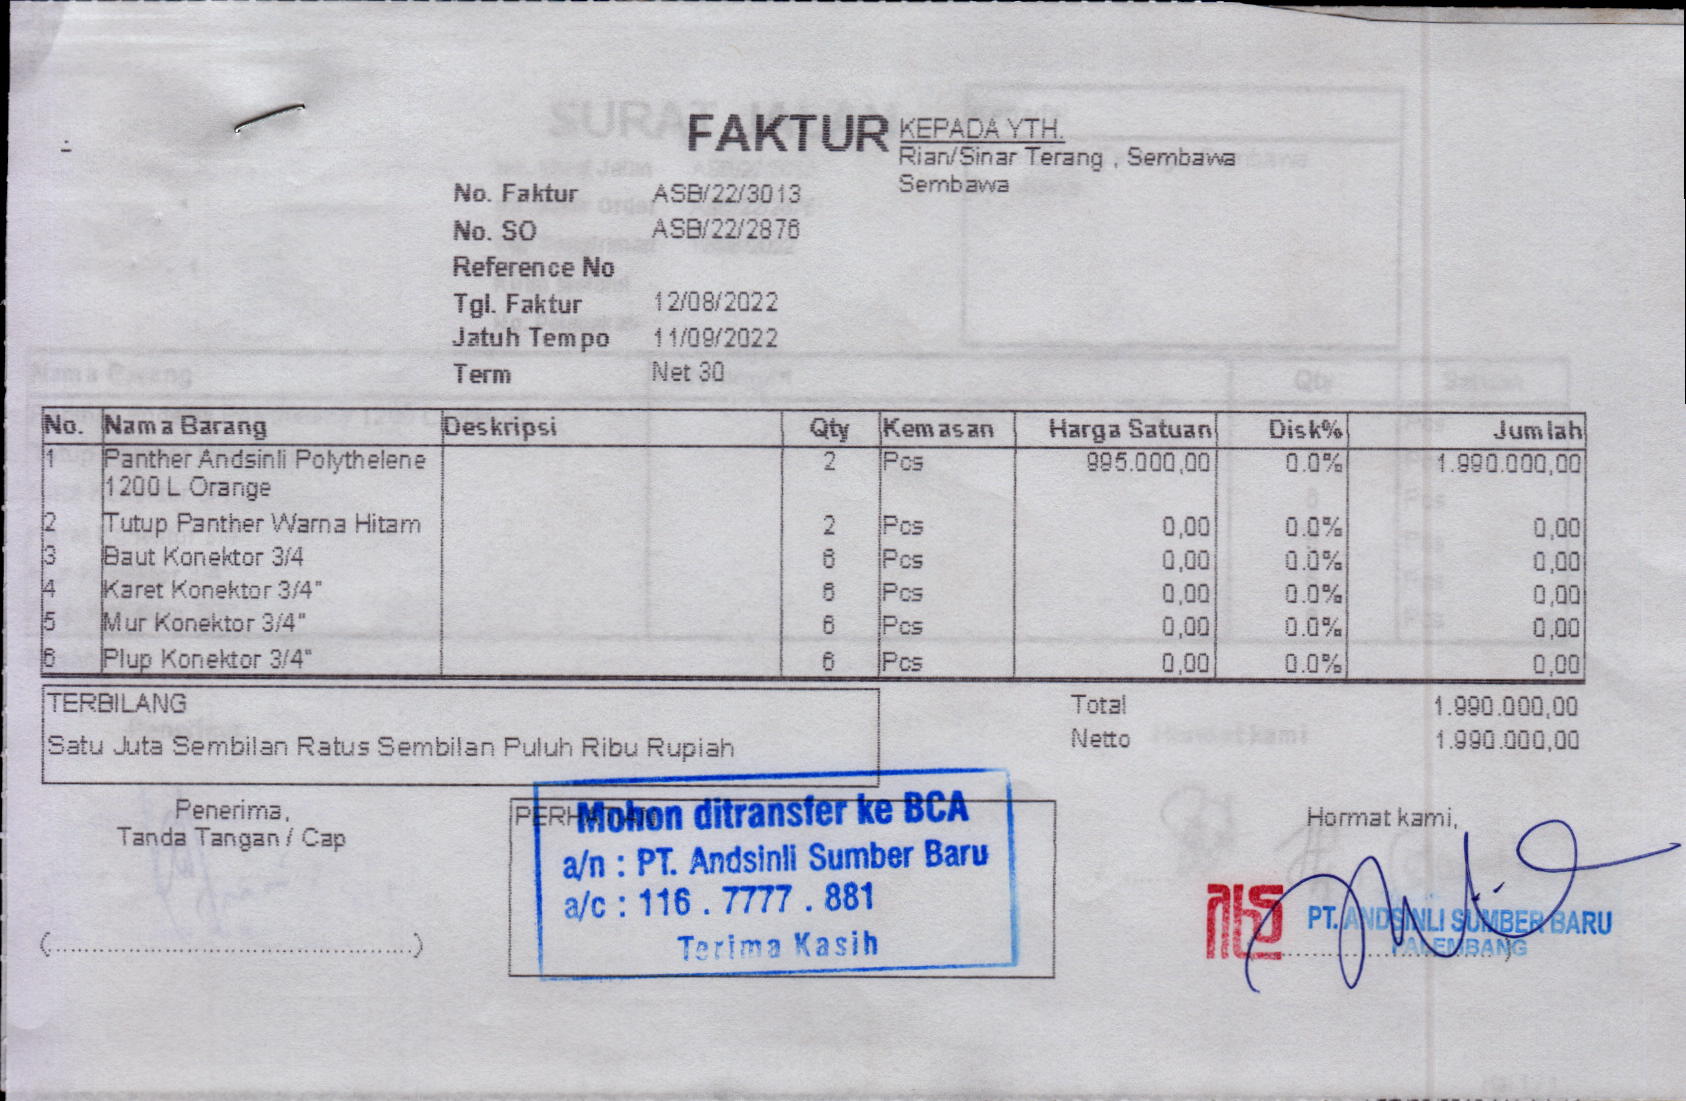 FAKTUR
KEPADA YTH.
Rian/Sinar Terang , Sembawa
Sembawa
No. Faktur ASB/22/3013
No. SO ASB/22/2876
Reference No
Tgl. Faktur 12/08/2022
Jatuh Tempo 11/09/2022
Term Net 30
No. Nama Barang Deskripsi Qty Kemasan Harga Satuan Disk% Jumlah
1 Panther Andsinli Polythelene 2 Pcs 995.000,00 0.0% 1.990.000,00
1200 L Orange
2 Tutup Panther Warna Hitam 2 Pcs 0,00 0.0% 0,00
3 Baut Konektor 3/4 6 Pcs 0,00 0.0% 0,00
4 Karet Konektor 3/4" 6 Pcs 0,00 0.0% 0,00
5 Mur Konektor 3/4" 6 Pcs 0,00 0.0% 0,00
6 Plup Konektor 3/4" 6 Pcs 0,00 0.0% 0,00
TERBILANG
Satu Juta Sembilan Ratus Sembilan Puluh Ribu Rupiah
Total 1.990.000,00
Netto 1.990.000,00
Penerima,
Tanda Tangan / Cap
(........................................)
Mohon ditransfer ke BCA
a/n : PT. Andsinli Sumber Baru
a/c : 116 . 7777 . 881
Terima Kasih
Hormat kami,
PT. ANDSINLI SUMBER BARU
PALEMBANG